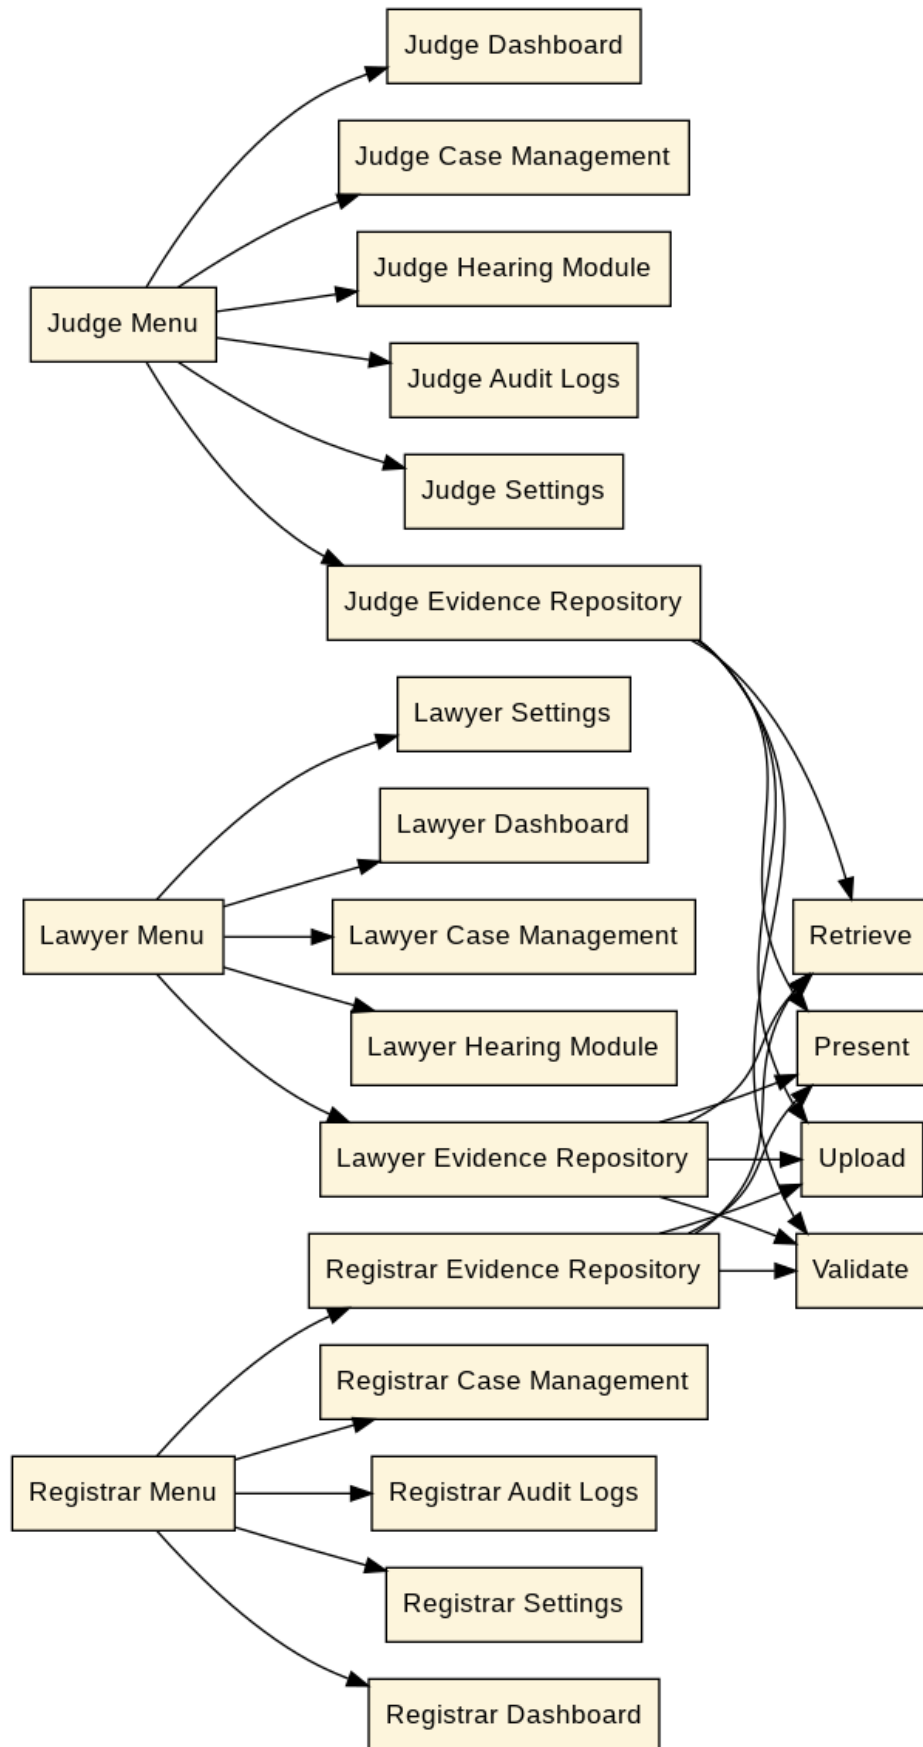 Judge Dashboard
Judge Case Management
Judge Hearing Module
Judge Menu
Judge Audit Logs
Judge Settings
Judge Evidence Repository
Lawyer Settings
Lawyer Dashboard
Lawyer Menu
Lawyer Case Management
Retrieve
Lawyer Hearing Module
Present
Lawyer Evidence Repository
Upload
Registrar Evidence Repository
Validate
Registrar Case Management
Registrar Menu
Registrar Audit Logs
Registrar Settings
Registrar Dashboard